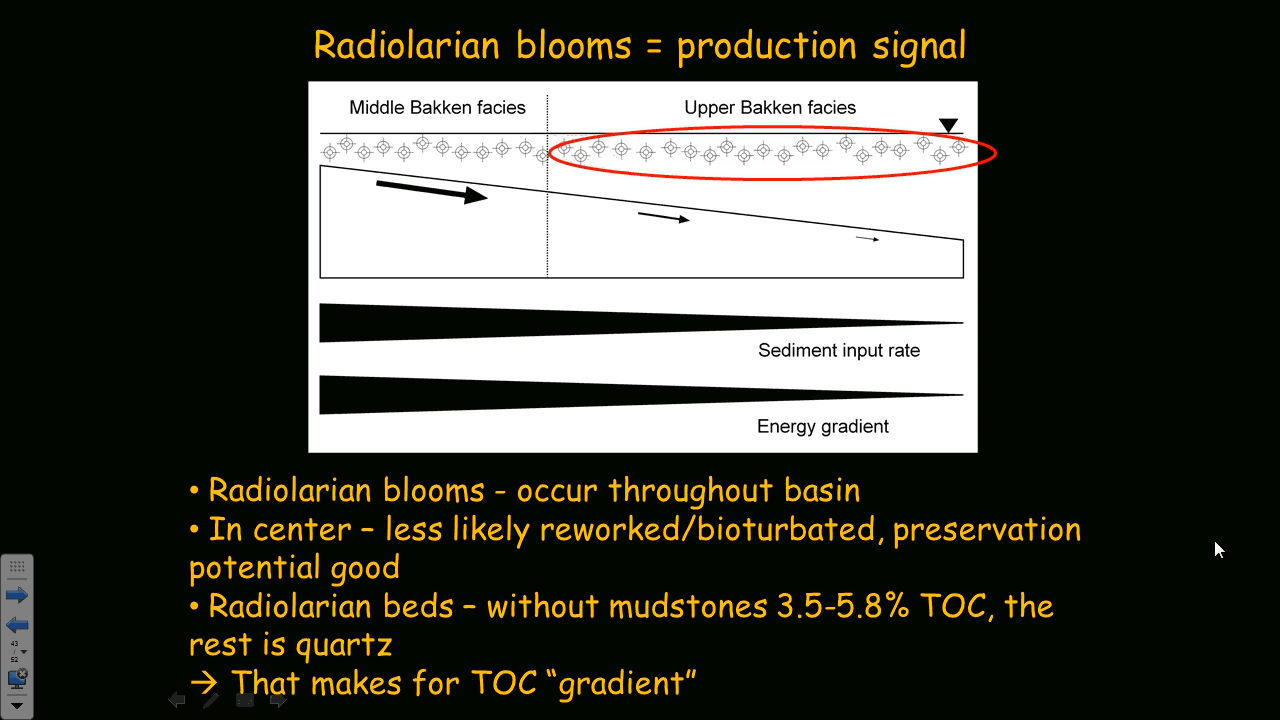 Radiolarian blooms = production signal
Middle Bakken facies
Upper Bakken facies
Sediment input rate
Energy gradient
• Radiolarian blooms - occur throughout basin
• In center – less likely reworked/bioturbated, preservation
potential good
• Radiolarian beds – without mudstones 3.5-5.8% TOC, the
rest is quartz
→ That makes for TOC “gradient”
43
/
52